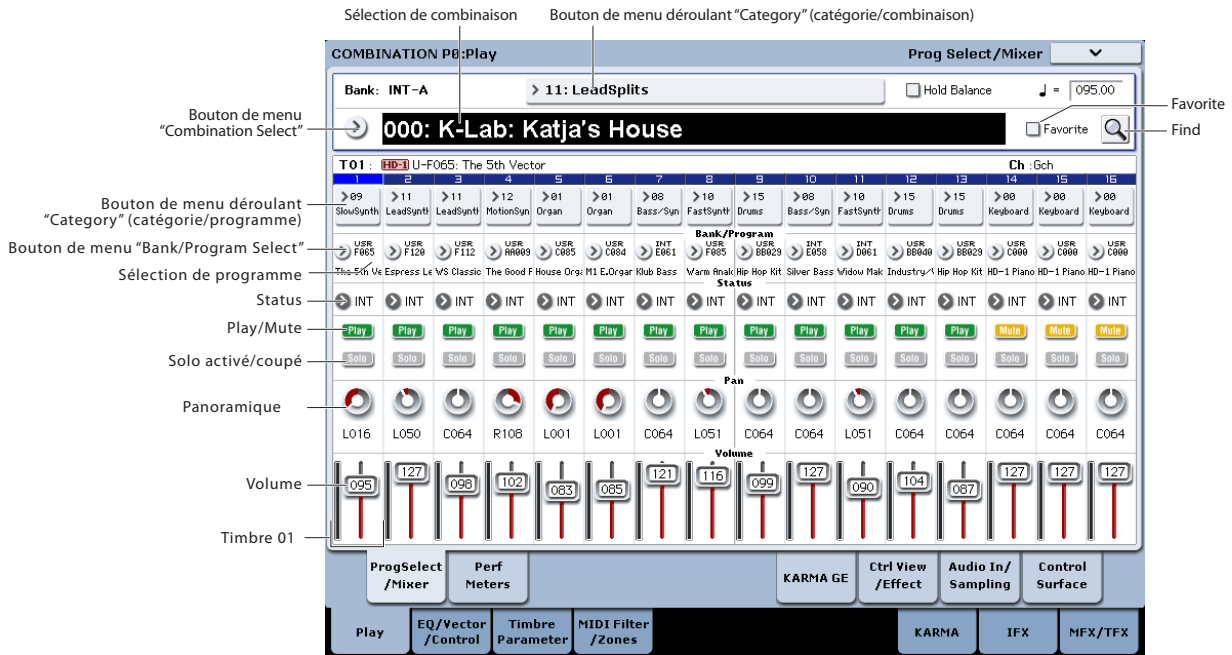 Sélection de combinaison
Bouton de menu déroulant “Category” (catégorie/combinaison)
COMBINATION P0:Play
Prog Select/Mixer
Bank: INT-A
> 11: LeadSplits
Hold Balance
♩ = 095.00
Bouton de menu
“Combination Select”
000: K-Lab: Katja's House
Favorite
Favorite
Find
T01 : HD-1 U-F065: The 5th Vector
Ch :Gch
1 2 3 4 5 6 7 8 9 10 11 12 13 14 15 16
Bouton de menu déroulant
“Category” (catégorie/programme)
>09 >11 >11 >12 >01 >01 >08 >10 >15 >08 >10 >15 >15 >00 >00 >00
SlowSynth LeadSynth LeadSynth MotionSyn Organ Organ Bass/Syn FastSynth Drums Bass/Syn FastSynth Drums Drums Keyboard Keyboard Keyboard
Bank/Program
Bouton de menu “Bank/Program Select”
USR USR USR USR USR USR INT USR USR INT INT USR USR USR USR USR
F065 F120 F112 AA009 C085 C084 E061 F085 BB029 E058 D061 BB040 BB029 C000 C000 C000
Sélection de programme
The 5th Ve Espress Le WS Classic The Good F House Orga M1 E.Organ Klub Bass Warm Analo Hip Hop Kit Silver Bass Widow Mak Industry/V Hip Hop Kit HD-1 Piano HD-1 Piano HD-1 Piano
Status
Status
INT INT INT INT INT INT INT INT INT INT INT INT INT INT INT INT
Play/Mute
Play Play Play Play Play Play Play Play Play Play Play Play Play Mute Mute Mute
Solo activé/coupé
Solo Solo Solo Solo Solo Solo Solo Solo Solo Solo Solo Solo Solo Solo Solo Solo
Pan
Panoramique
L016 L050 C064 R108 L001 L001 C064 L051 C064 C064 L051 C064 C064 C064 C064 C064
Volume
Volume
095 127 098 102 083 085 121 116 099 127 090 104 087 127 127 127
Timbre 01
ProgSelect
/Mixer
Perf
Meters
KARMA GE
Ctrl View
/Effect
Audio In/
Sampling
Control
Surface
Play
EQ/Vector
/Control
Timbre
Parameter
MIDI Filter
/Zones
KARMA
IFX
MFX/TFX